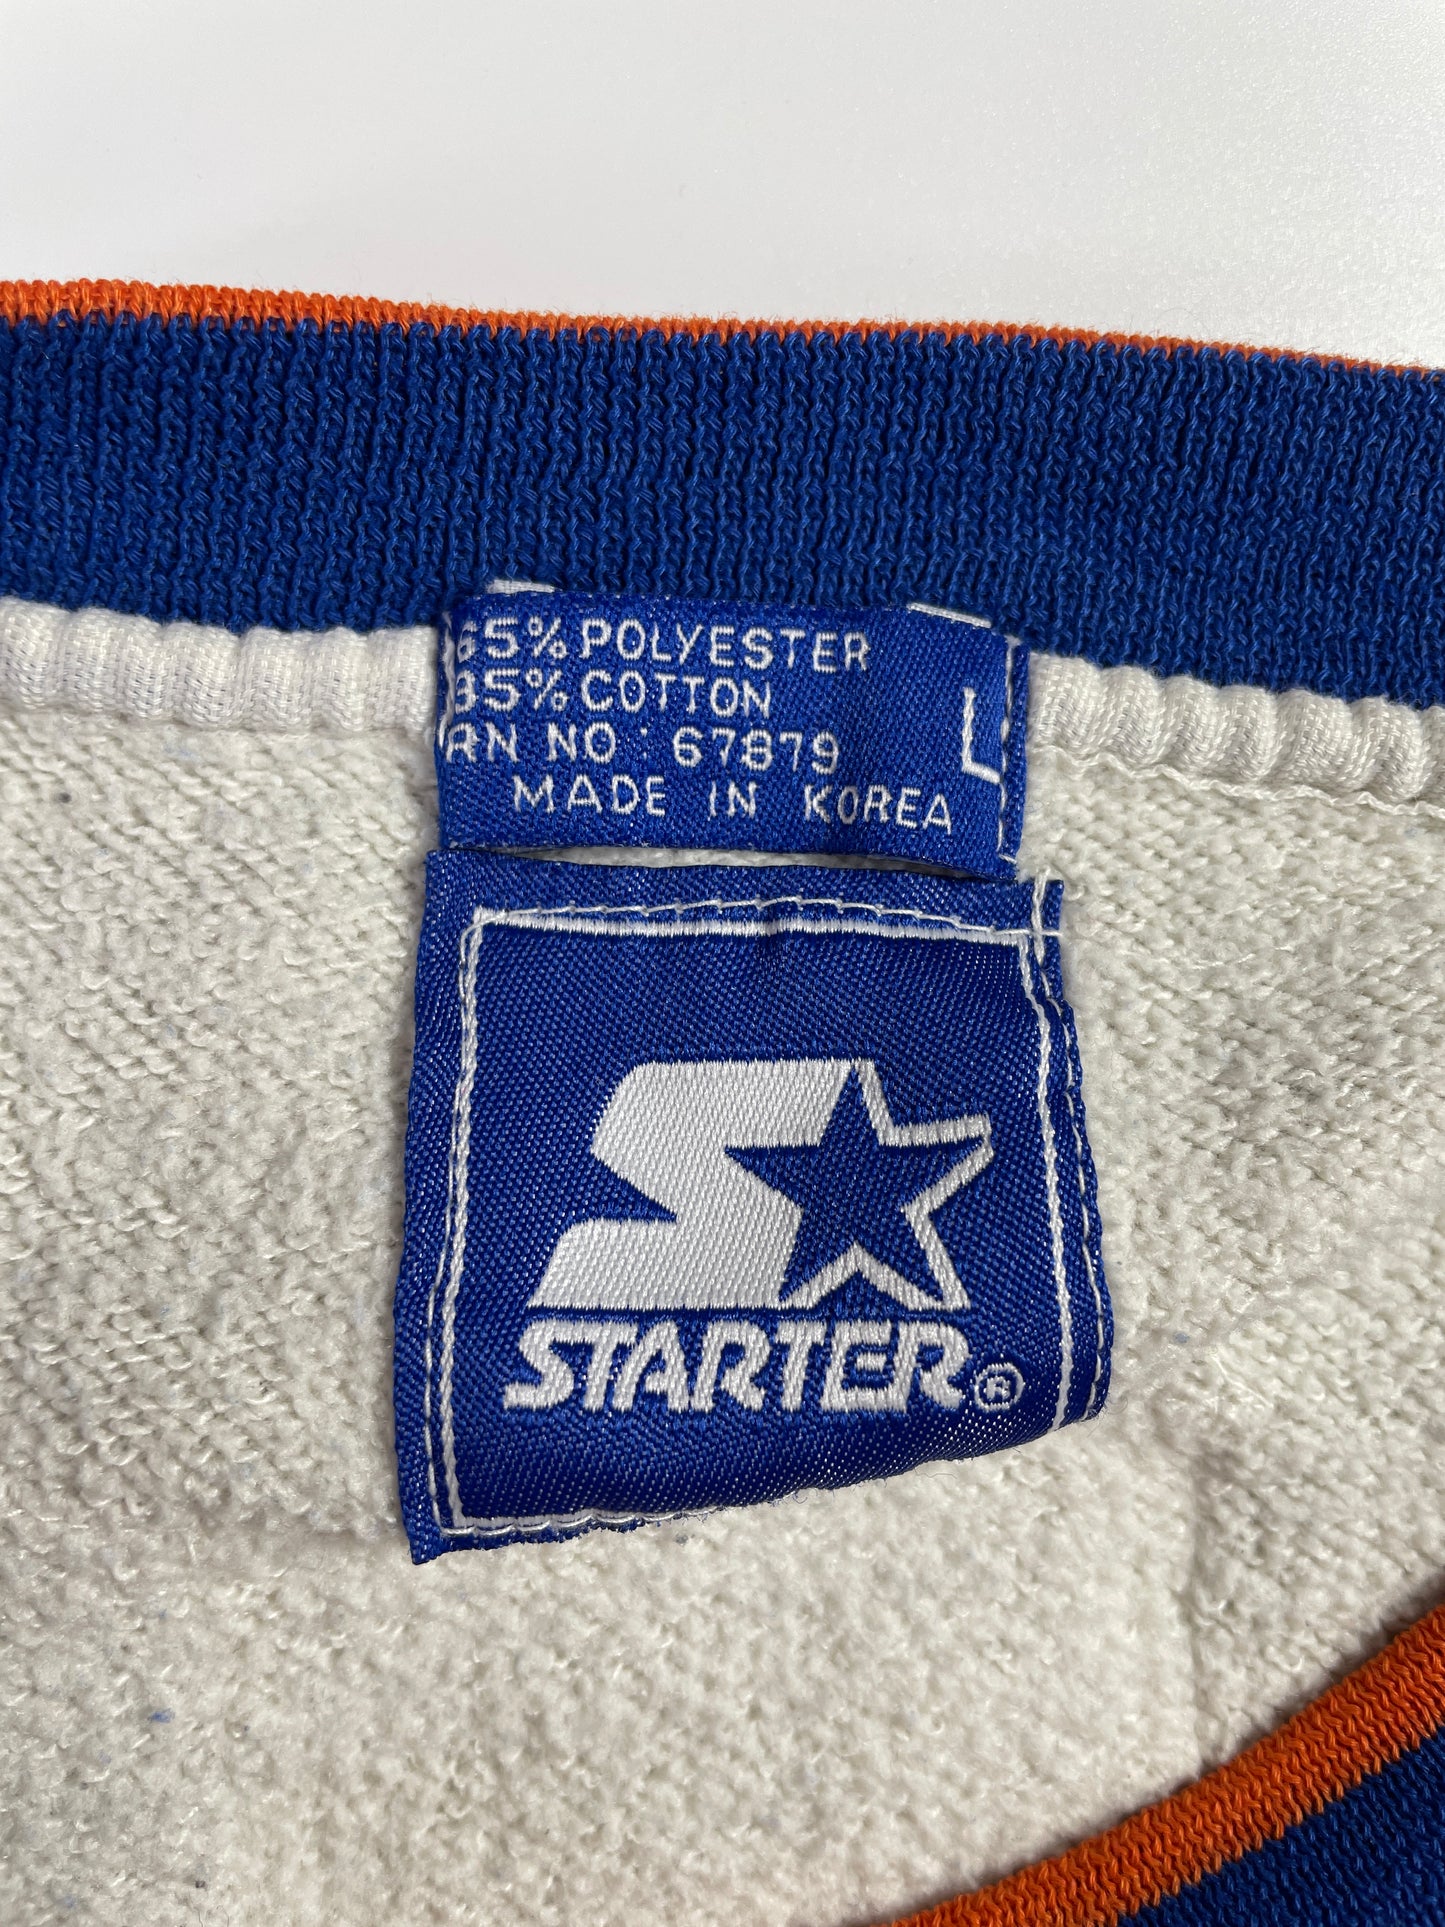 65% POLYESTER
35% COTTON
RN NO: 67879
MADE IN KOREA
L
STARTER®